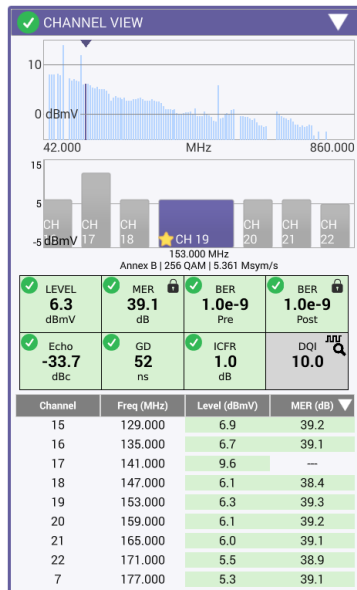 CHANNEL VIEW
10
0 dBmV
42.000 MHz 860.000
15
5
-5 dBmV
CH 17 CH 18 CH 19 CH 20 CH 21 CH 22
153.000 MHz
Annex B | 256 QAM | 5.361 Msym/s
LEVEL MER BER BER
6.3 39.1 1.0e-9 1.0e-9
dBmV dB Pre Post
Echo GD ICFR DQI
-33.7 52 1.0 10.0
dBc ns dB
Channel Freq (MHz) Level (dBmV) MER (dB)
15 129.000 6.9 39.2
16 135.000 6.7 39.1
17 141.000 9.6 ---
18 147.000 6.1 38.4
19 153.000 6.3 39.3
20 159.000 6.1 39.2
21 165.000 6.0 39.1
22 171.000 5.5 38.9
7 177.000 5.3 39.1